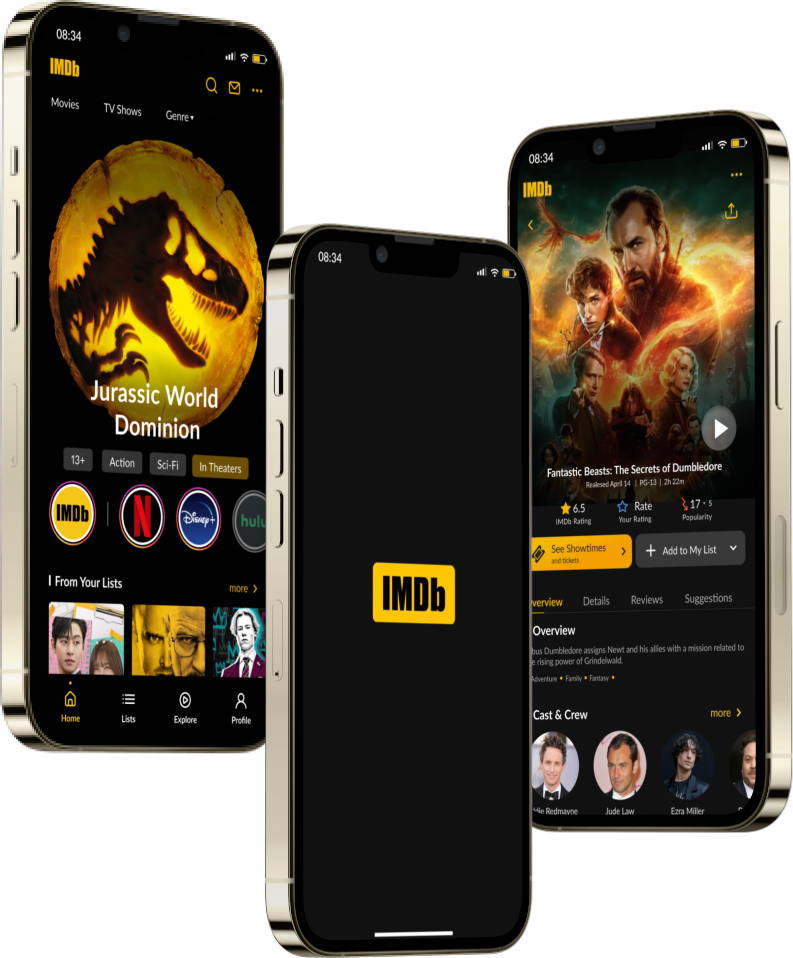 08:34
IMDb
Movies TV Shows Genre
Jurassic World
Dominion
13+ Action Sci-Fi In Theaters
IMDb N Disney+ hulu
From Your Lists more
Home Lists Explore Profile
08:34
IMDb
08:34
IMDb
Fantastic Beasts: The Secrets of Dumbledore
Realesed April 14 | PG-13 | 2h 22m
6.5 Rate 17 5
IMDb Rating Your Rating Popularity
See Showtimes
and tickets
Add to My List
verview Details Reviews Suggestions
Overview
bus Dumbledore assigns Newt and his allies with a mission related to
e rising power of Grindelwald.
Adventure • Family • Fantasy •
Cast & Crew more
die Redmayne Jude Law Ezra Miller